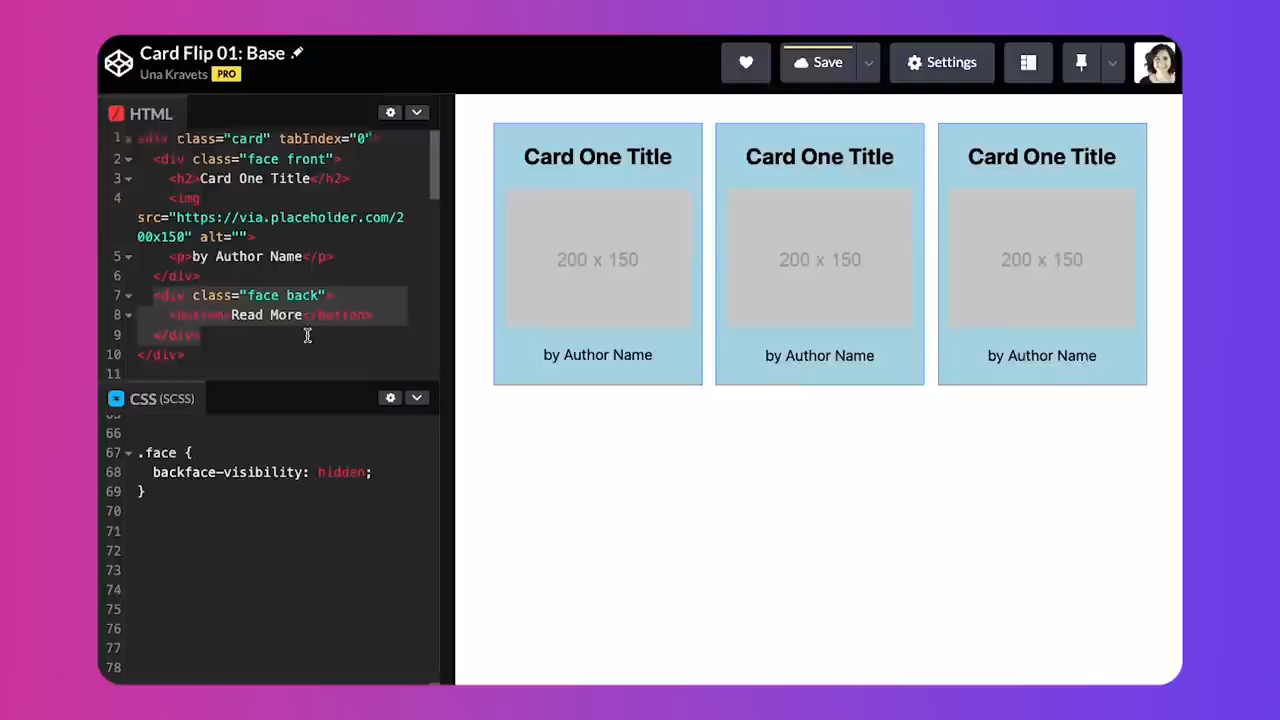 Card Flip 01: Base
Una Kravets PRO
Save
Settings
HTML
1 <div class="card" tabIndex="0">
2 <div class="face front">
3 <h2>Card One Title</h2>
4 <img
src="https://via.placeholder.com/2
00x150" alt="">
5 <p>by Author Name</p>
6 </div>
7 <div class="face back">
8 <button>Read More</button>
9 </div>
10 </div>
11
CSS (SCSS)
65
66
67 .face {
68 backface-visibility: hidden;
69 }
70
71
72
73
74
75
76
77
78
Card One Title
200 x 150
by Author Name
Card One Title
200 x 150
by Author Name
Card One Title
200 x 150
by Author Name